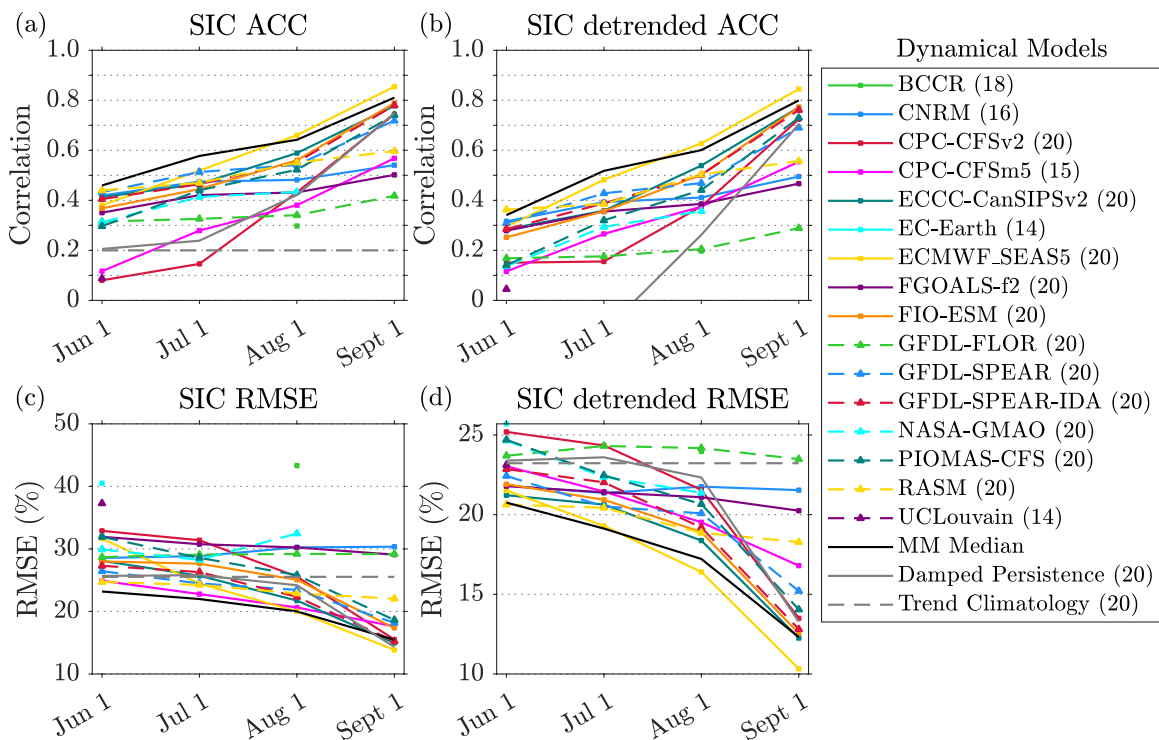 (a) SIC ACC
Correlation
1.0
0.8
0.6
0.4
0.2
0
Jun 1
Jul 1
Aug 1
Sept 1
(b) SIC detrended ACC
Correlation
1.0
0.8
0.6
0.4
0.2
0
Jun 1
Jul 1
Aug 1
Sept 1
(c) SIC RMSE
RMSE (%)
50
40
30
20
10
Jun 1
Jul 1
Aug 1
Sept 1
(d) SIC detrended RMSE
RMSE (%)
25
20
15
10
Jun 1
Jul 1
Aug 1
Sept 1
Dynamical Models
BCCR (18)
CNRM (16)
CPC-CFSv2 (20)
CPC-CFSm5 (15)
ECCC-CanSIPSv2 (20)
EC-Earth (14)
ECMWF_SEAS5 (20)
FGOALS-f2 (20)
FIO-ESM (20)
GFDL-FLOR (20)
GFDL-SPEAR (20)
GFDL-SPEAR-IDA (20)
NASA-GMAO (20)
PIOMAS-CFS (20)
RASM (20)
UCLouvain (14)
MM Median
Damped Persistence (20)
Trend Climatology (20)